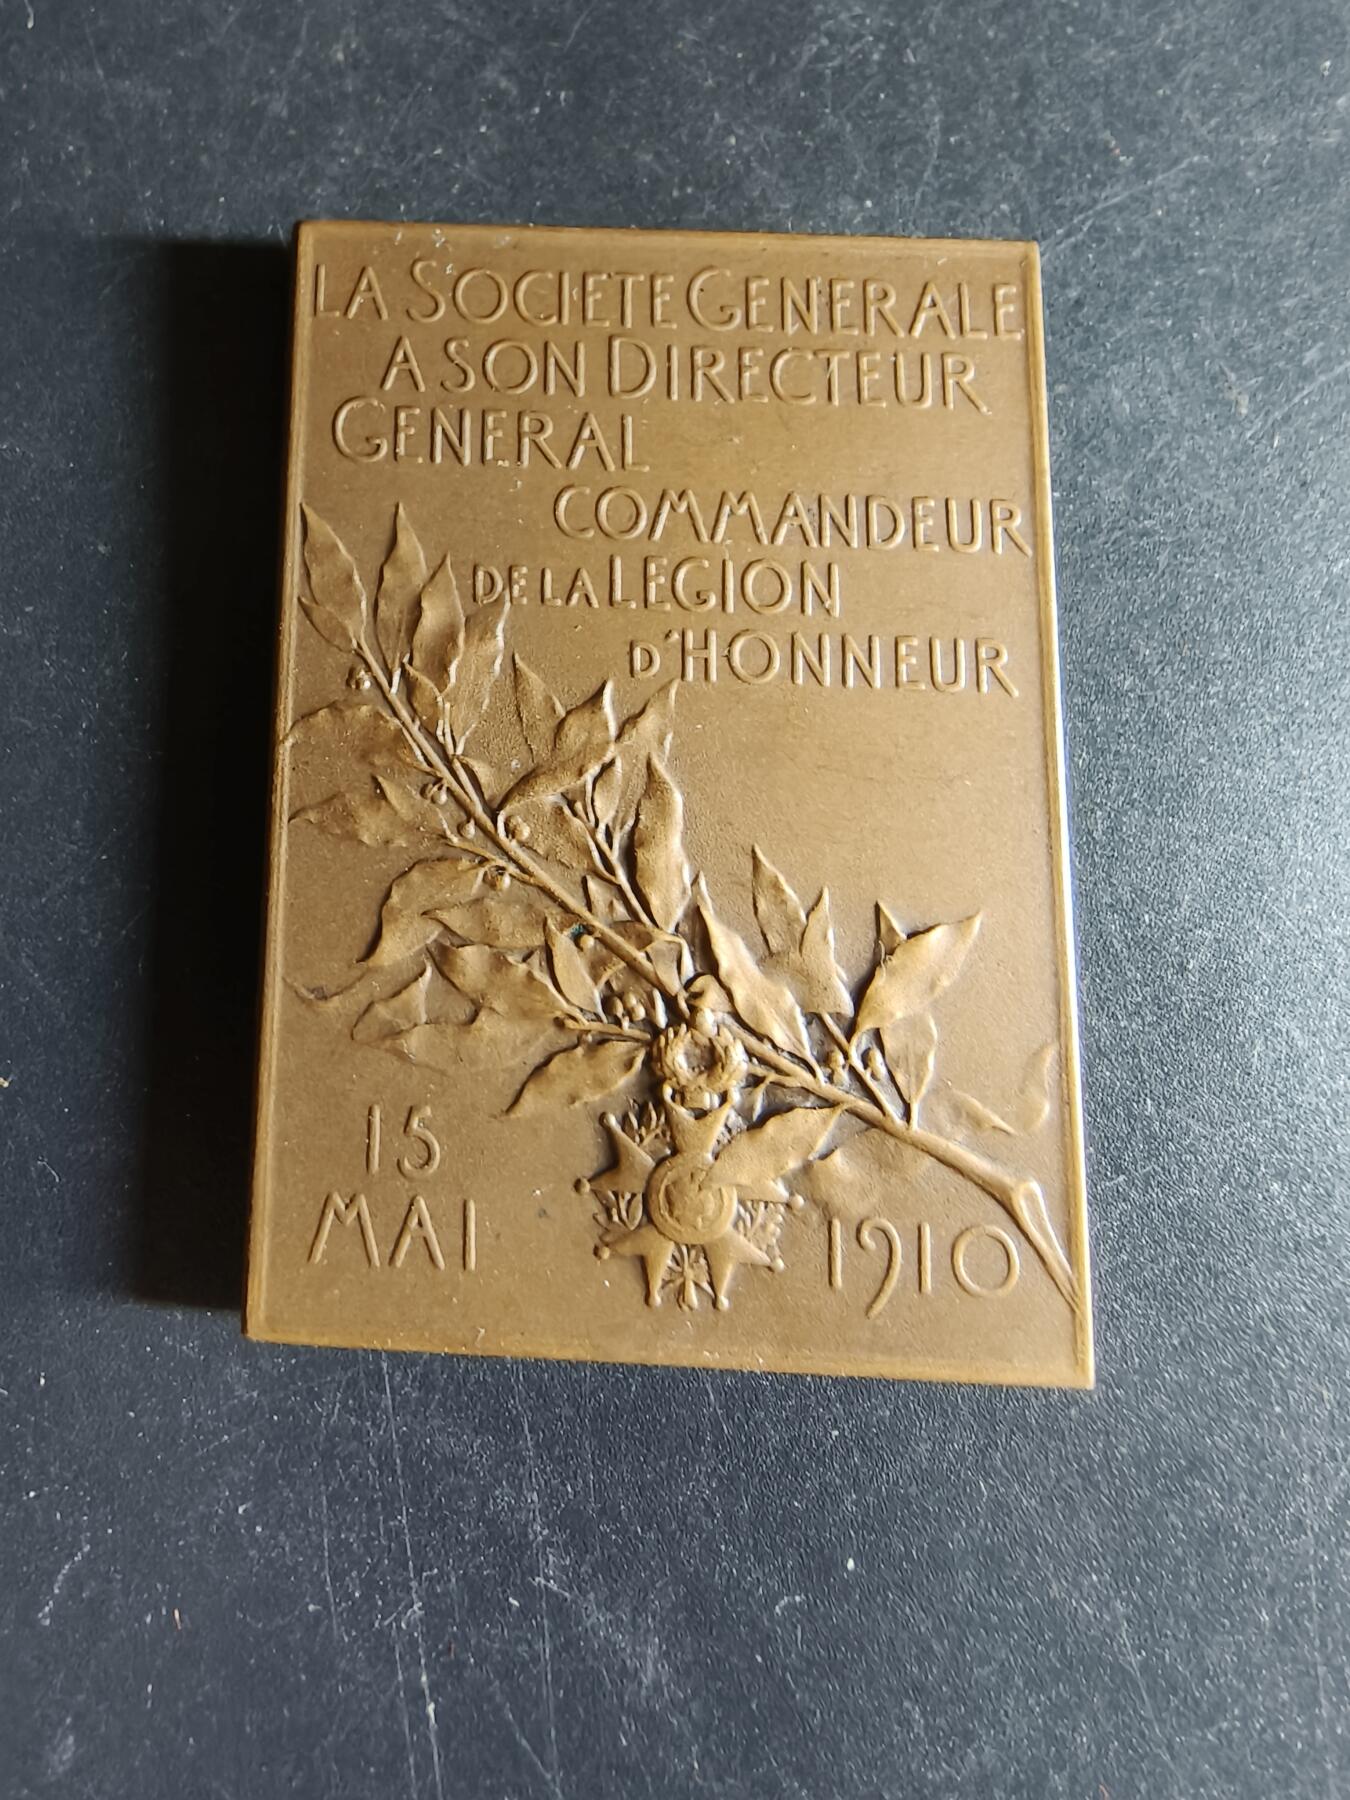 LA SOCIETE GENERALE
A SON DIRECTEUR
GENERAL
COMMANDEUR
DE LA LEGION
D'HONNEUR
15
MAI
1910